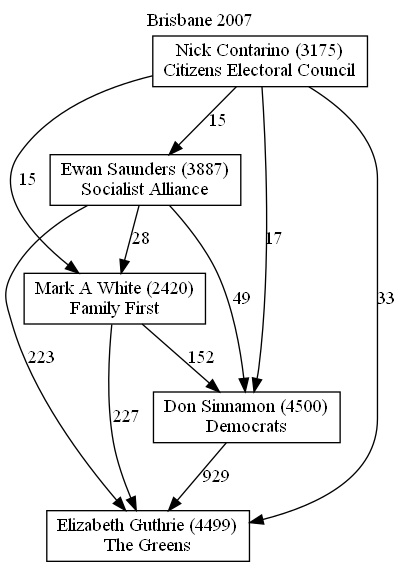 Brisbane 2007
Nick Contarino (3175)
Citizens Electoral Council
15
Ewan Saunders (3887)
Socialist Alliance
15
28
17
49
33
Mark A White (2420)
Family First
223
152
227
Don Sinnamon (4500)
Democrats
929
Elizabeth Guthrie (4499)
The Greens